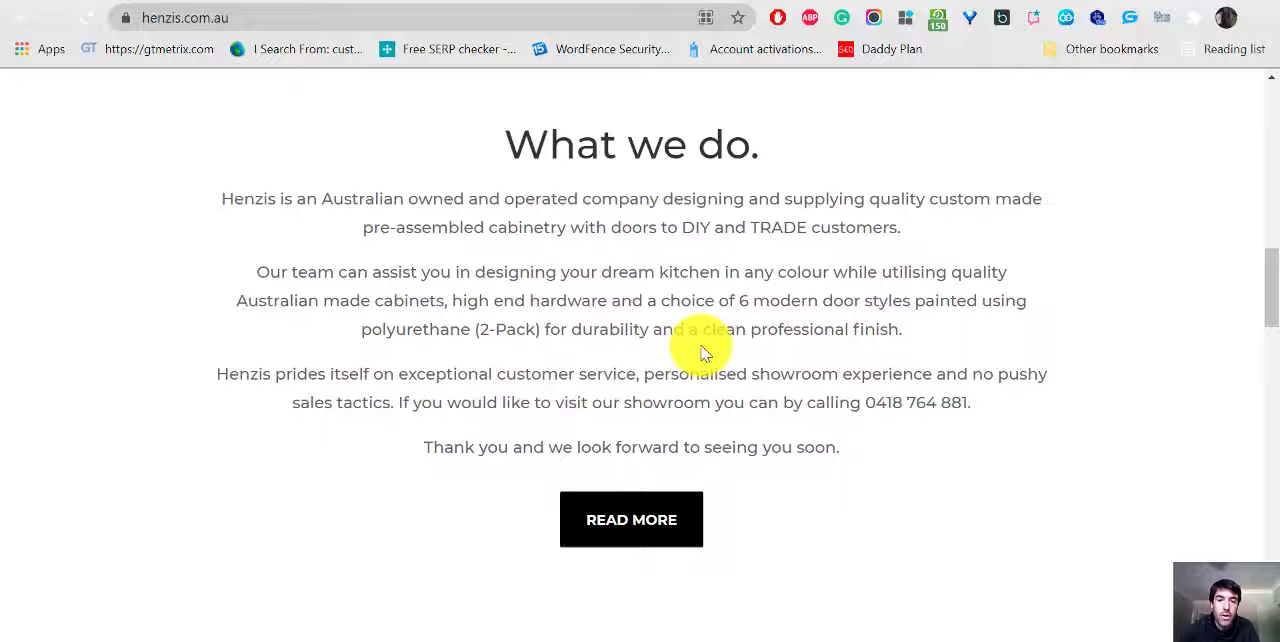 henzis.com.au
ABP
150
Apps
GT https://gtmetrix.com
I Search From: cust...
Free SERP checker -...
15 WordFence Security...
Account activations...
SEO Daddy Plan
Other bookmarks
Reading list
What we do.
Henzis is an Australian owned and operated company designing and supplying quality custom made
pre-assembled cabinetry with doors to DIY and TRADE customers.
Our team can assist you in designing your dream kitchen in any colour while utilising quality
Australian made cabinets, high end hardware and a choice of 6 modern door styles painted using
polyurethane (2-Pack) for durability and a clean professional finish.
Henzis prides itself on exceptional customer service, personalised showroom experience and no pushy
sales tactics. If you would like to visit our showroom you can by calling 0418 764 881.
Thank you and we look forward to seeing you soon.
READ MORE